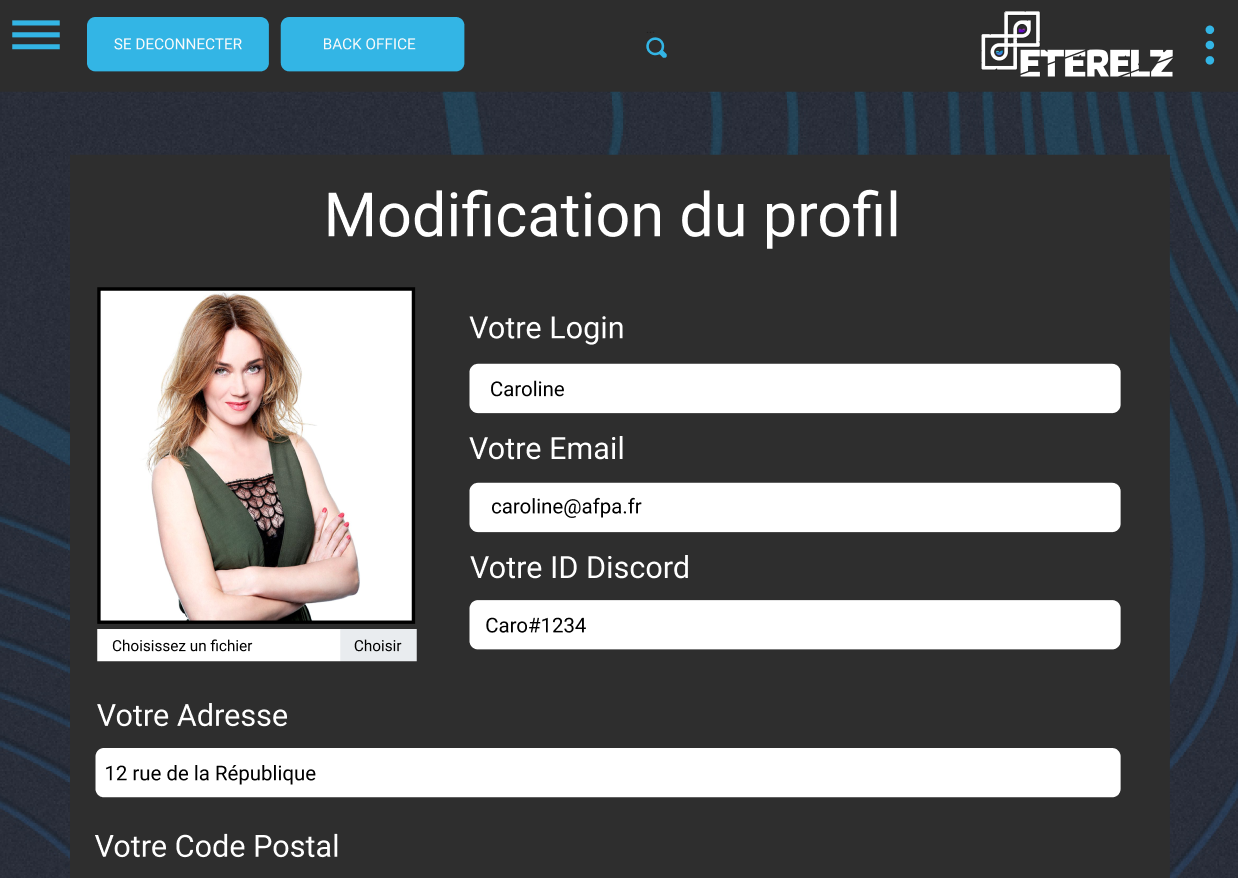 SE DECONNECTER
BACK OFFICE
ETERELZ
Modification du profil
Votre Login
Caroline
Votre Email
caroline@afpa.fr
Votre ID Discord
Caro#1234
Choisissez un fichier
Choisir
Votre Adresse
12 rue de la République
Votre Code Postal